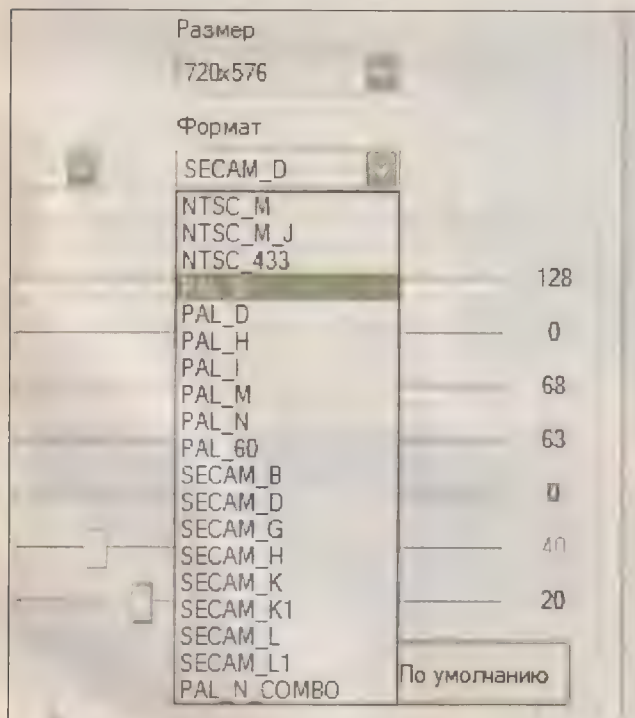 Размер
720x576
Формат
SECAM_D
NTSC_M
NTSC_M_J
NTSC_433
PAL_D
PAL_H
PAL_I
PAL_M
PAL_N
PAL_60
SECAM_B
SECAM_D
SECAM_G
SECAM_H
SECAM_K
SECAM_K1
SECAM_L
SECAM_L1
PAL_N_COMBO
128
0
68
63
0
40
20
По умолчанию